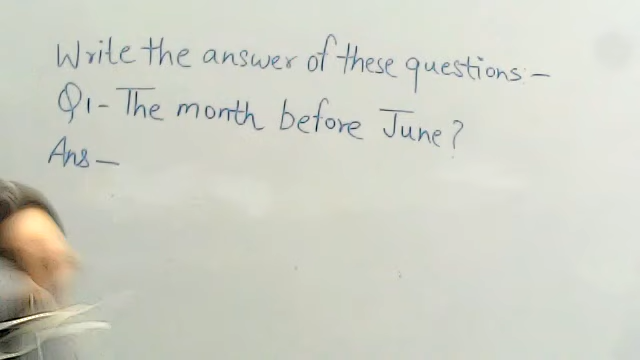 Write the answer of these questions:-
Q1- The month before June?
Ans-